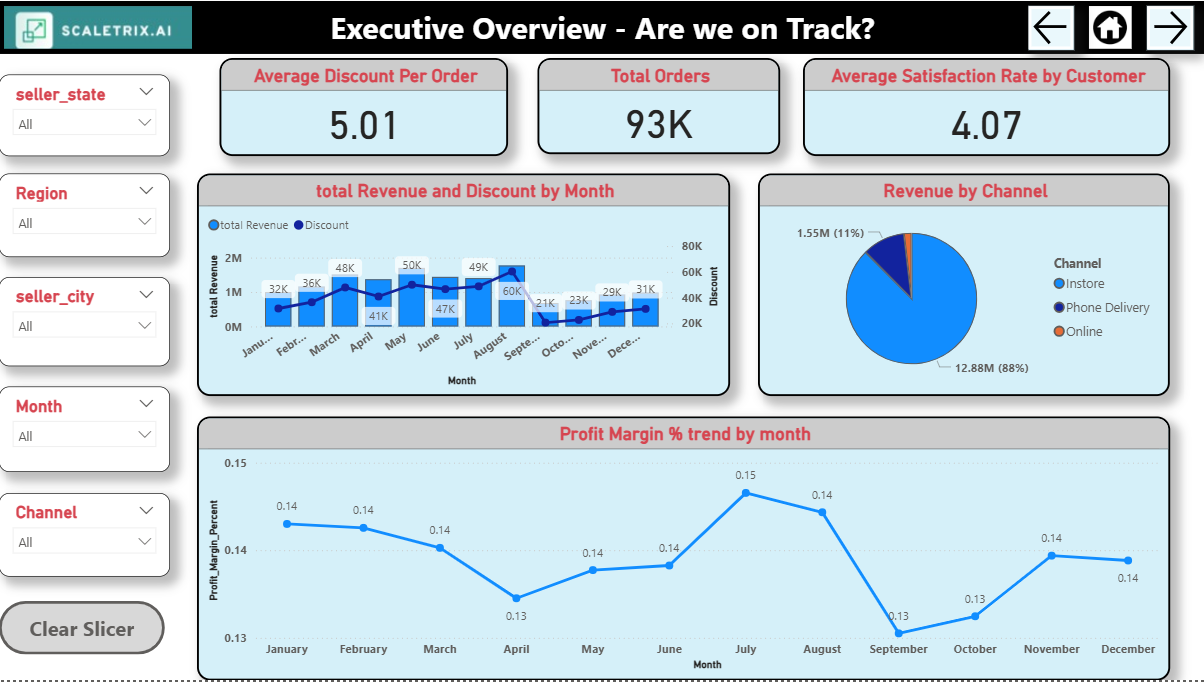 SCALETRIX.AI
Executive Overview - Are we on Track?
seller_state
All
Region
All
seller_city
All
Month
All
Channel
All
Clear Slicer
Average Discount Per Order
5.01
Total Orders
93K
Average Satisfaction Rate by Customer
4.07
total Revenue and Discount by Month
total Revenue Discount
total Revenue
2M
1M
0M
32K 36K 48K 41K 50K 47K 49K 60K 21K 23K 29K 31K
80K
60K
40K
20K
Discount
Janu... Febr... March April May June July August Septe... Octo... Nove... Dece...
Month
Revenue by Channel
1.55M (11%)
12.88M (88%)
Channel
Instore
Phone Delivery
Online
Profit Margin % trend by month
Profit_Margin_Percent
0.15
0.14
0.13
0.14 0.14 0.14 0.13 0.14 0.14 0.15 0.14 0.13 0.13 0.14 0.14
January February March April May June July August September October November December
Month